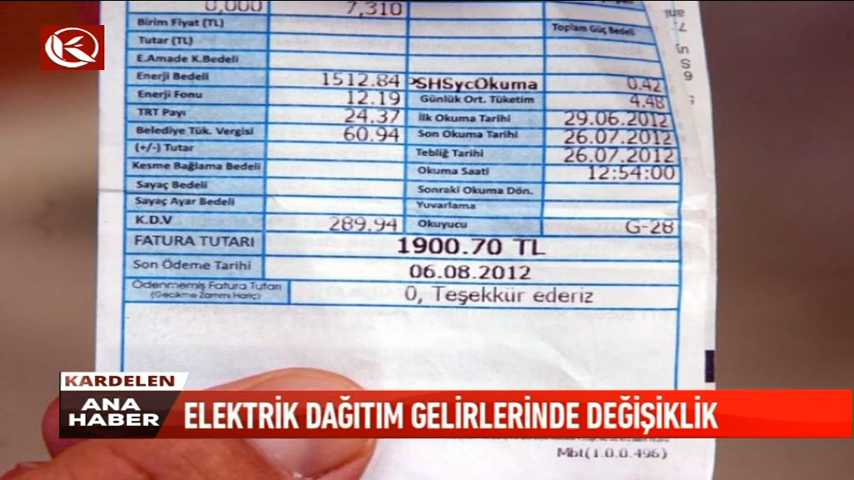 0,000 7,310
Birim Fiyat (TL) Toplam Güç Bedeli
Tutar (TL)
E.Amade K.Bedeli
Enerji Bedeli 1512.84 >SHSycOkuma 0.42
Enerji Fonu 12.19 Günlük Ort. Tüketim 4.48
TRT Payı 24.37 İlk Okuma Tarihi 29.06.2012
Belediye Tük. Vergisi 60.94 Son Okuma Tarihi 26.07.2012
(+/-) Tutar Tebliğ Tarihi 26.07.2012
Kesme Bağlama Bedeli Okuma Saati 12:54:00
Sayaç Bedeli Sonraki Okuma Dön.
Sayaç Ayar Bedeli Yuvarlama
K.D.V 289.94 Okuyucu G-28
FATURA TUTARI 1900.70 TL
Son Ödeme Tarihi 06.08.2012
Ödenmemiş Fatura Tutarı 0, Teşekkür ederiz
(Gecikme Zammı Hariç)
KARDELEN
ANA HABER
ELEKTRİK DAĞITIM GELİRLERİNDE DEĞİŞİKLİK
Mbt(1.0.0.496)